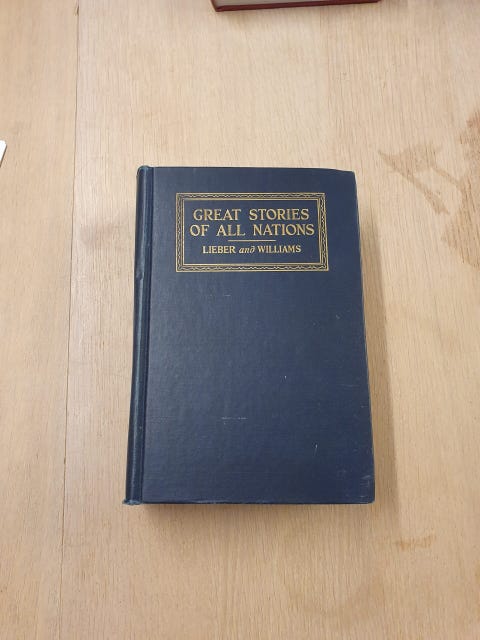 GREAT STORIES
OF ALL NATIONS
LIEBER and WILLIAMS